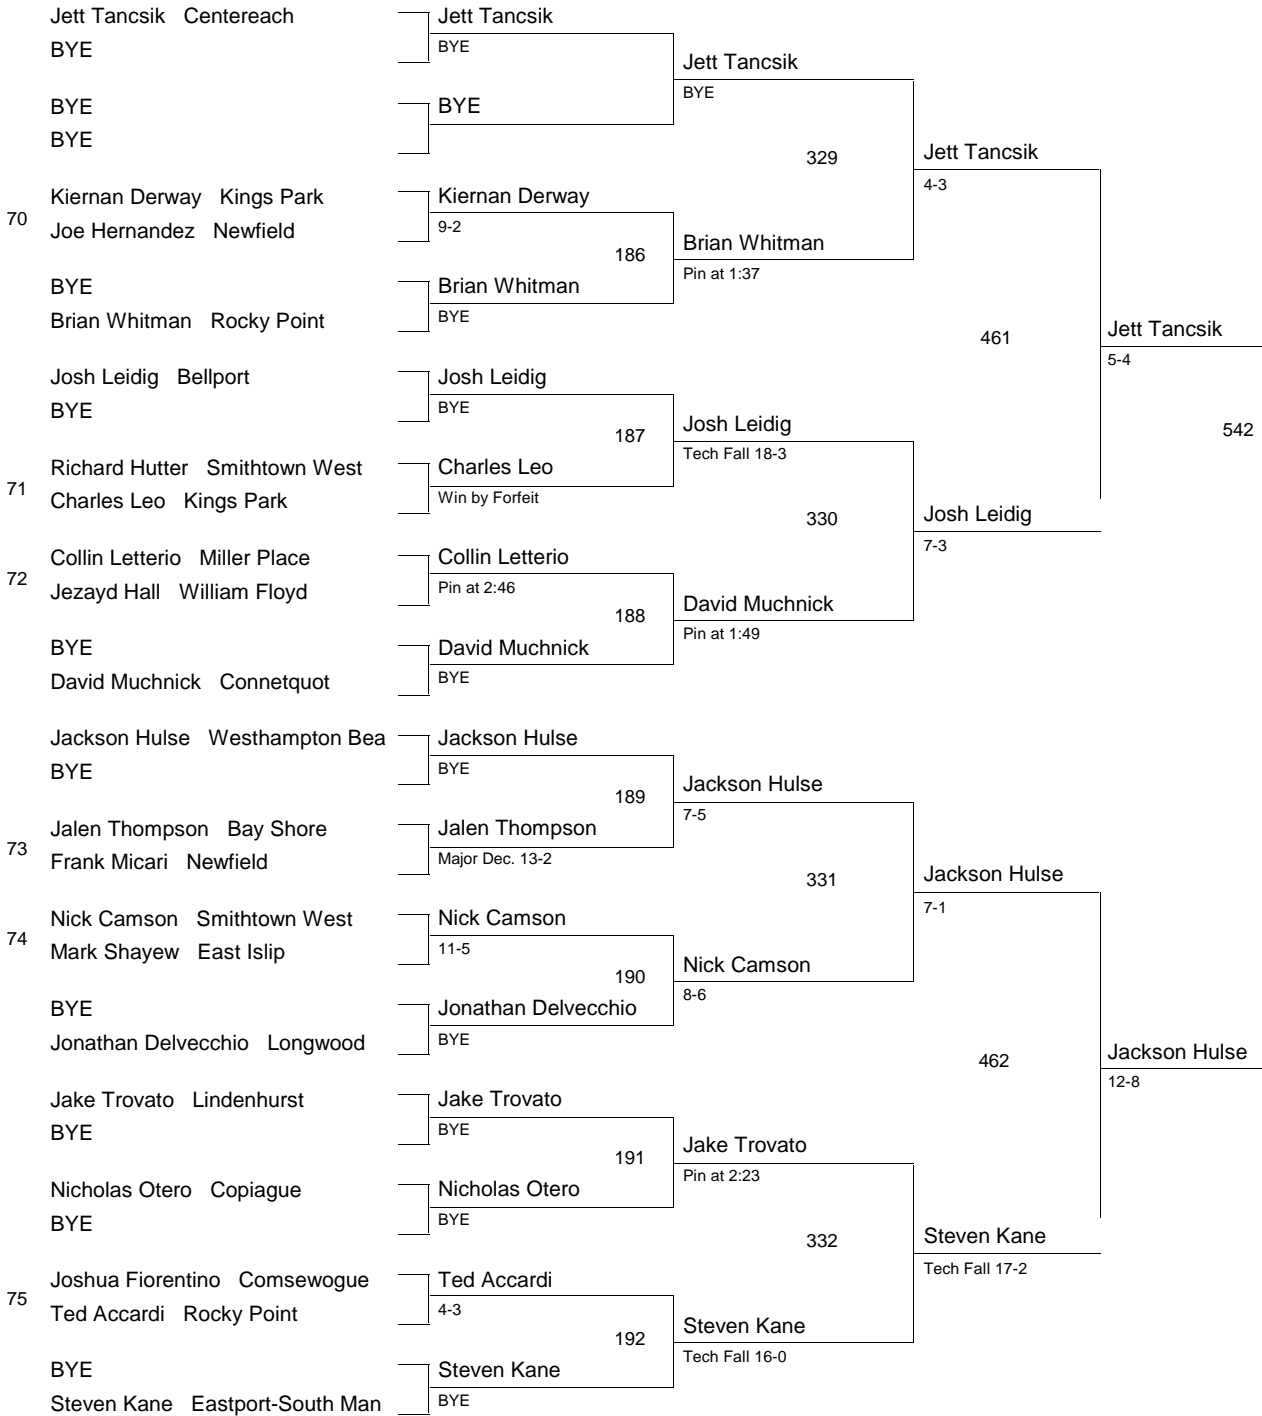 Jett Tancsik Centereach
BYE
BYE
BYE
70
Kiernan Derway Kings Park
Joe Hernandez Newfield
BYE
Brian Whitman Rocky Point
Josh Leidig Bellport
BYE
71
Richard Hutter Smithtown West
Charles Leo Kings Park
72
Collin Letterio Miller Place
Jezayd Hall William Floyd
BYE
David Muchnick Connetquot
Jackson Hulse Westhampton Bea
BYE
73
Jalen Thompson Bay Shore
Frank Micari Newfield
74
Nick Camson Smithtown West
Mark Shayew East Islip
BYE
Jonathan Delvecchio Longwood
Jake Trovato Lindenhurst
BYE
Nicholas Otero Copiague
BYE
75
Joshua Fiorentino Comsewogue
Ted Accardi Rocky Point
BYE
Steven Kane Eastport-South Man
Jett Tancsik
BYE
BYE
Kiernan Derway
9-2
186
Brian Whitman
BYE
Josh Leidig
BYE
187
Charles Leo
Win by Forfeit
Collin Letterio
Pin at 2:46
188
David Muchnick
BYE
Jackson Hulse
BYE
189
Jalen Thompson
Major Dec. 13-2
Nick Camson
11-5
190
Jonathan Delvecchio
BYE
Jake Trovato
BYE
191
Nicholas Otero
BYE
Ted Accardi
4-3
192
Steven Kane
BYE
Jett Tancsik
BYE
329
Brian Whitman
Pin at 1:37
Josh Leidig
Tech Fall 18-3
330
David Muchnick
Pin at 1:49
Jackson Hulse
7-5
331
Nick Camson
8-6
Jake Trovato
Pin at 2:23
332
Steven Kane
Tech Fall 16-0
Jett Tancsik
4-3
461
Josh Leidig
7-3
Jackson Hulse
7-1
462
Steven Kane
Tech Fall 17-2
Jett Tancsik
5-4
542
Jackson Hulse
12-8